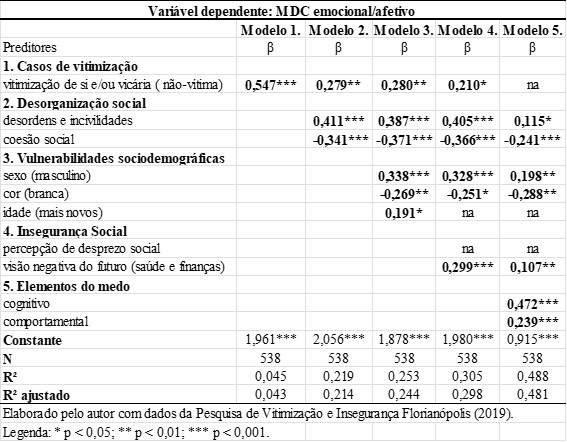 Variável dependente: MDC emocional/afetivo
Modelo 1. Modelo 2. Modelo 3. Modelo 4. Modelo 5.
Preditores β β β β β
1. Casos de vitimização
vitimização de si e/ou vicária ( não-vitima) 0,547*** 0,279** 0,280** 0,210* na
2. Desorganização social
desordens e incivilidades 0,411*** 0,387*** 0,405*** 0,115*
coesão social -0,341*** -0,371*** -0,366*** -0,241***
3. Vulnerabilidades sociodemográficas
sexo (masculino) 0,338*** 0,328*** 0,198**
cor (branca) -0,269** -0,251* -0,288**
idade (mais novos) 0,191* na na
4. Insegurança Social
percepção de desprezo social na na
visão negativa do futuro (saúde e finanças) 0,299*** 0,107**
5. Elementos do medo
cognitivo 0,472***
comportamental 0,239***
Constante 1,961*** 2,056*** 1,878*** 1,980*** 0,915***
N 538 538 538 538 538
R² 0,045 0,219 0,253 0,305 0,488
R² ajustado 0,043 0,214 0,244 0,298 0,481
Elaborado pelo autor com dados da Pesquisa de Vitimização e Insegurança Florianópolis (2019).
Legenda: * p < 0,05; ** p < 0,01; *** p < 0,001.